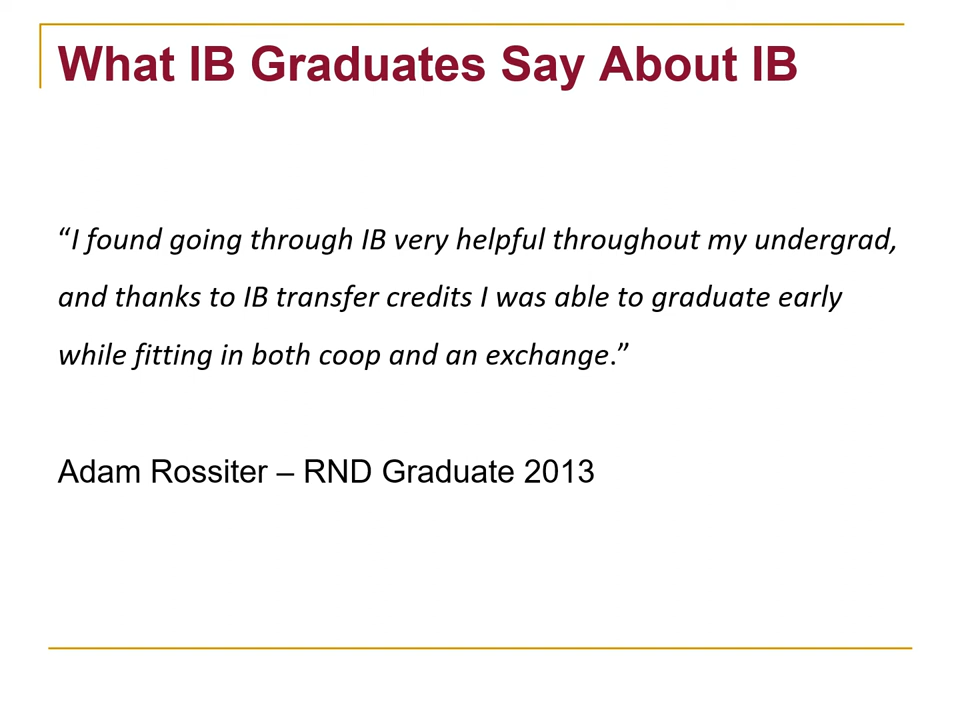 What IB Graduates Say About IB
“I found going through IB very helpful throughout my undergrad,
and thanks to IB transfer credits I was able to graduate early
while fitting in both coop and an exchange.”
Adam Rossiter – RND Graduate 2013